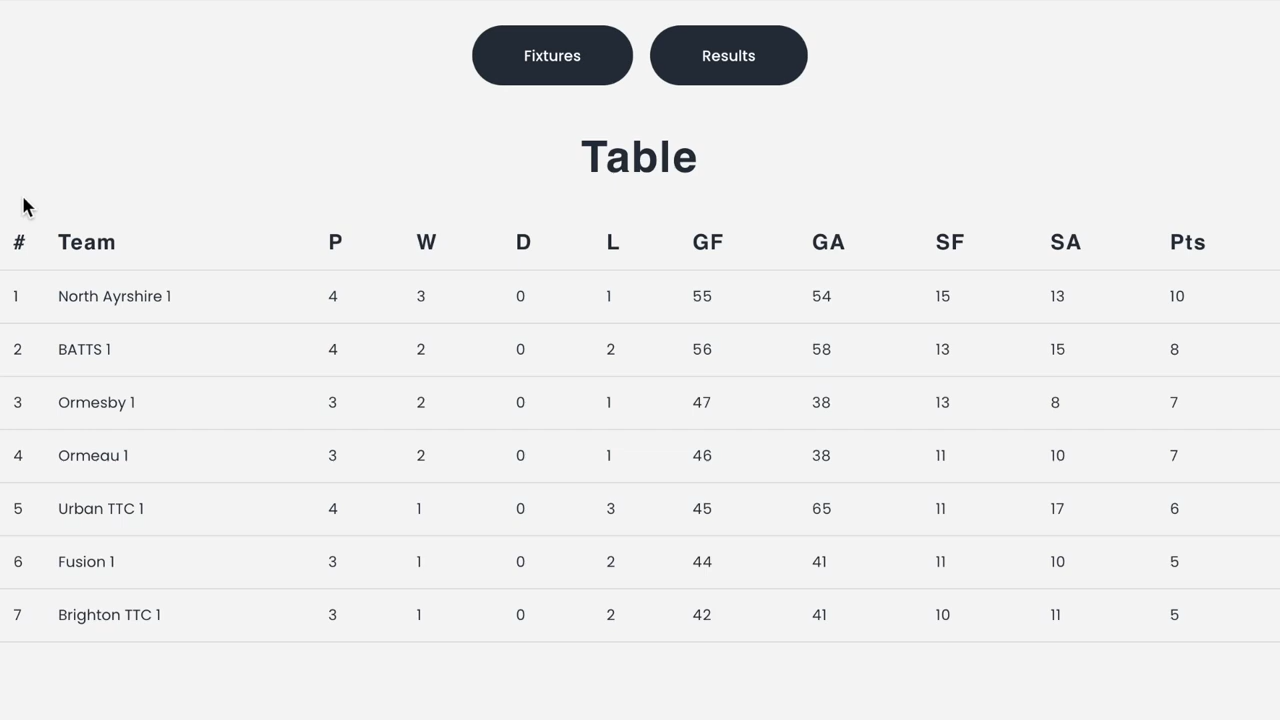 Fixtures Results
Table
# Team P W D L GF GA SF SA Pts
1 North Ayrshire 1 4 3 0 1 55 54 15 13 10
2 BATTS 1 4 2 0 2 56 58 13 15 8
3 Ormesby 1 3 2 0 1 47 38 13 8 7
4 Ormeau 1 3 2 0 1 46 38 11 10 7
5 Urban TTC 1 4 1 0 3 45 65 11 17 6
6 Fusion 1 3 1 0 2 44 41 11 10 5
7 Brighton TTC 1 3 1 0 2 42 41 10 11 5